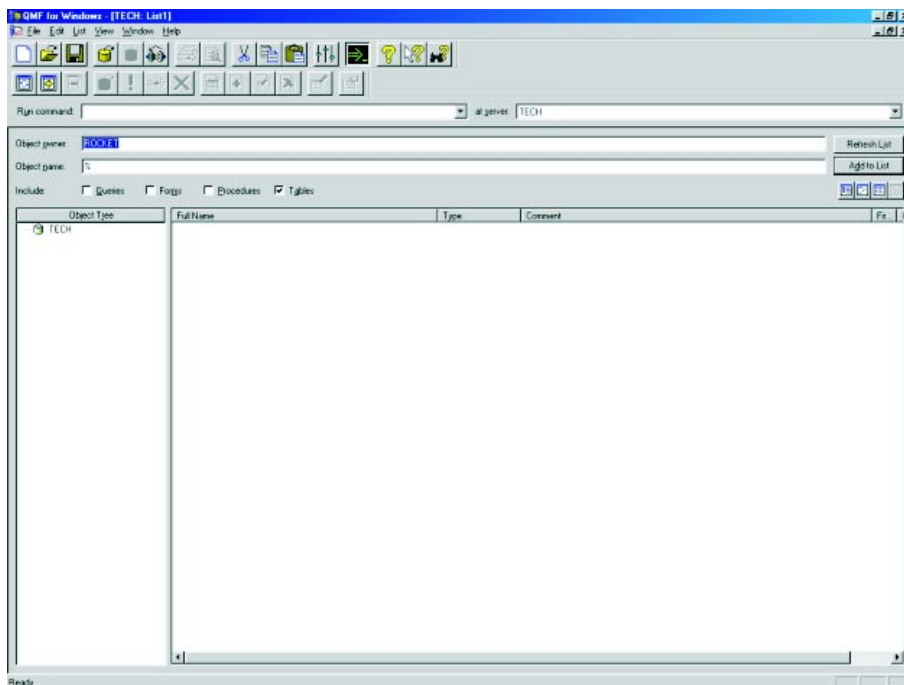 QMF for Windows - [TECH: List1]
File Edit List View Window Help
Run command: at server: TECH
Object owner: ROCKET Refresh List
Object name: % Add to List
Include: Queries Forms Procedures Tables
Object Tree Full Name Type Comment
TECH
Ready